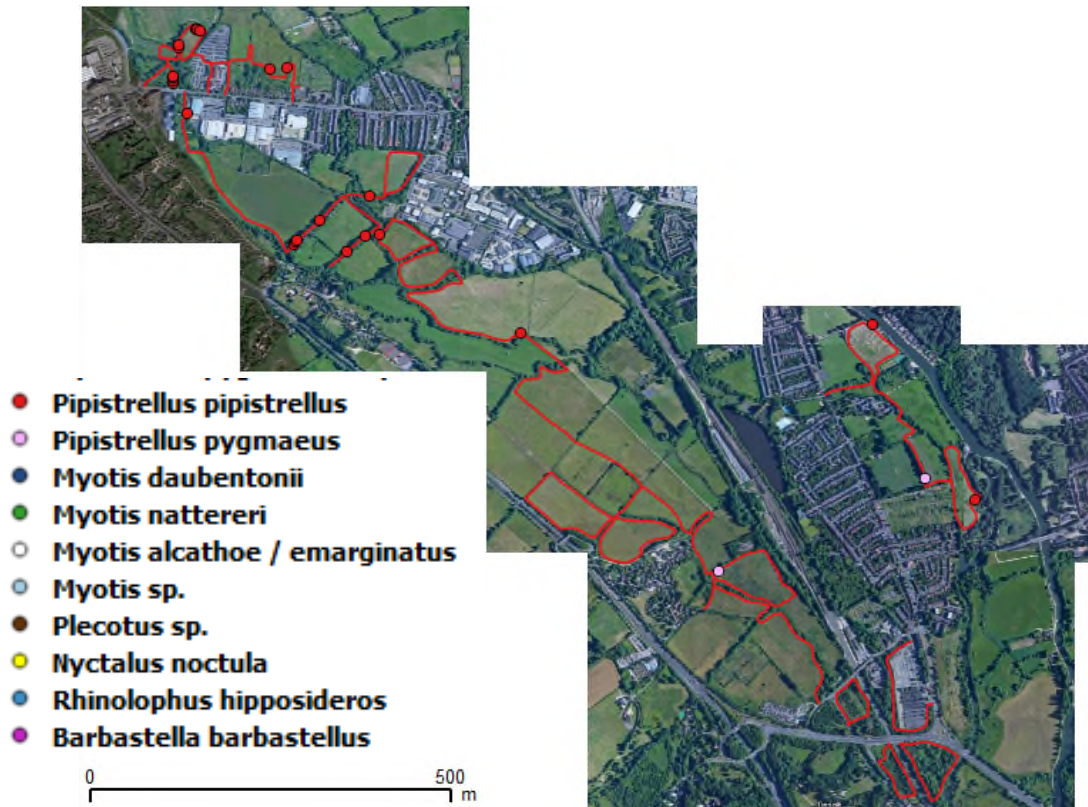 Pipistrellus pipistrellus
Pipistrellus pygmaeus
Myotis daubentonii
Myotis nattereri
Myotis alcathoe / emarginatus
Myotis sp.
Plecotus sp.
Nyctalus noctula
Rhinolophus hipposideros
Barbastella barbastellus
0 500
m